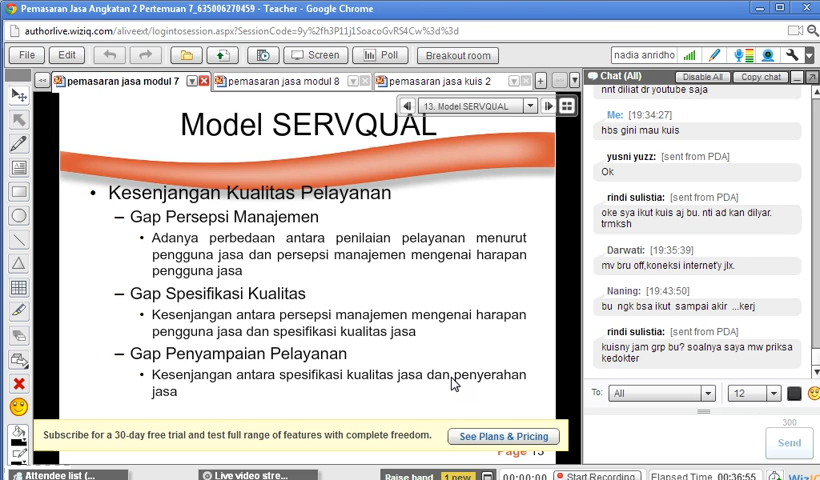 Pemasaran Jasa Angkatan 2 Pertemuan 7_635006270459 - Teacher - Google Chrome
authorlive.wiziq.com/aliveext/logintosession.aspx?SessionCode=9y%2fh3P11j1SoacoGvRS4Cw%3d%3d
File Edit Screen Poll Breakout room nadia anridho
pemasaran jasa modul 7 pemasaran jasa modul 8 pemasaran jasa kuis 2
13. Model SERVQUAL
Model SERVQUAL
• Kesenjangan Kualitas Pelayanan
– Gap Persepsi Manajemen
• Adanya perbedaan antara penilaian pelayanan menurut
pengguna jasa dan persepsi manajemen mengenai harapan
pengguna jasa
– Gap Spesifikasi Kualitas
• Kesenjangan antara persepsi manajemen mengenai harapan
pengguna jasa dan spesifikasi kualitas jasa
– Gap Penyampaian Pelayanan
• Kesenjangan antara spesifikasi kualitas jasa dan penyerahan
jasa
Subscribe for a 30-day free trial and test full range of features with complete freedom. See Plans & Pricing
Page 13
Chat (All) Disable All Copy chat
nnt diliat dr youtube saja
Me: [19:34:27]
hbs gini mau kuis
yusni yuzz: [sent from PDA]
Ok
rindi sulistia: [sent from PDA]
oke sya ikut kuis aj bu. nti ad kan dilyar.
trmksh
Darwati: [19:35:39]
mv bru off,koneksi internet'y jlx.
Naning: [19:43:50]
bu ngk bsa ikut sampai akir ...kerj
rindi sulistia: [sent from PDA]
kuisny jam grp bu? soalnya saya mw priksa
kedokter
To: All 12
300
Send
Attendee list (... Live video stre... Raise hand 1 new 00:00:00 Start Recording Elapsed Time 00:36:55